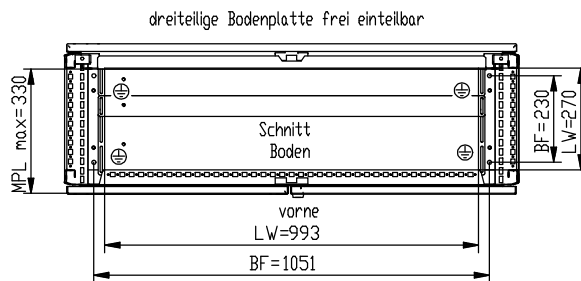 dreiteilige Bodenplatte frei einteilbar
MPL max=330
Schnitt
Boden
BF=230
LW=270
vorne
LW=993
BF=1051